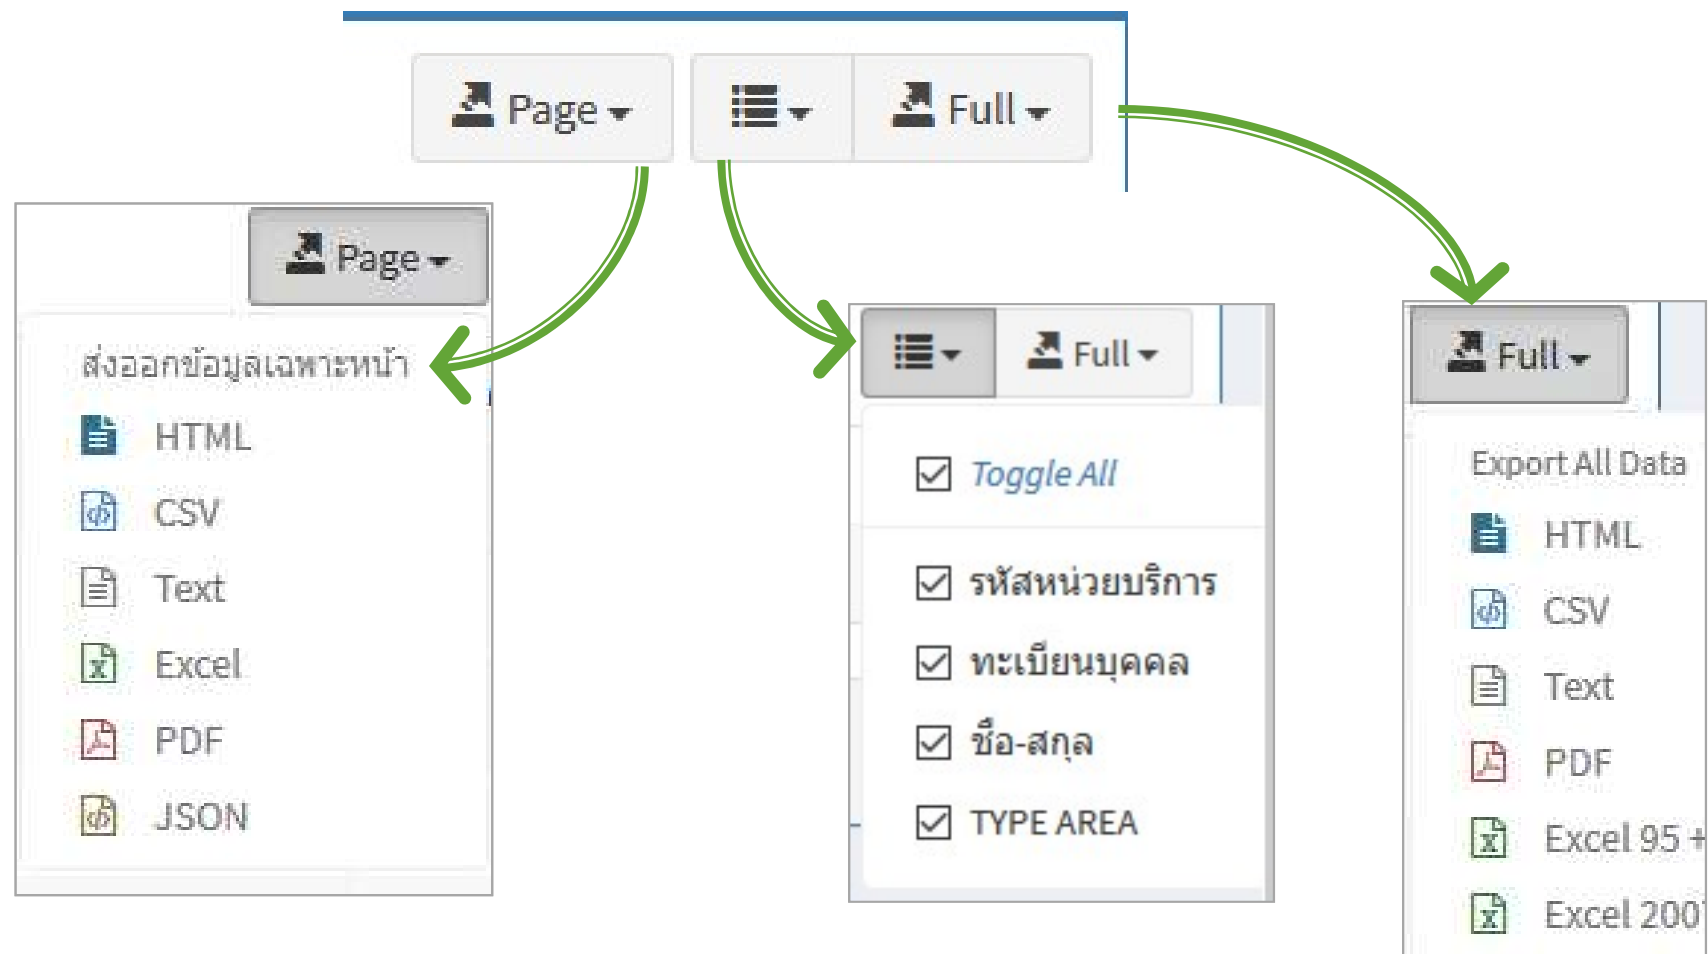 Page Full
Page
ส่งออกข้อมูลเฉพาะหน้า
HTML
CSV
Text
Excel
PDF
JSON
Full
Toggle All
รหัสหน่วยบริการ
ทะเบียนบุคคล
ชื่อ-สกุล
TYPE AREA
Full
Export All Data
HTML
CSV
Text
PDF
Excel 95 +
Excel 200